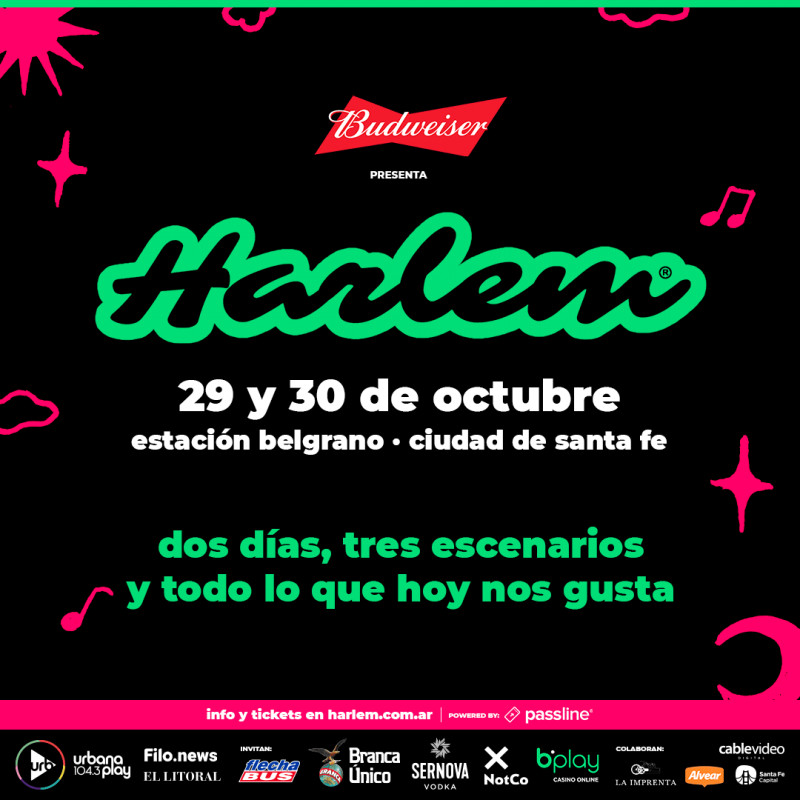 Budweiser
PRESENTA
Harlem®
29 y 30 de octubre
estación belgrano · ciudad de santa fe
dos días, tres escenarios
y todo lo que hoy nos gusta
info y tickets en harlem.com.ar | POWERED BY: passline®
urb
urbana
104.3 play
Filo.news
EL LITORAL
INVITAN:
flecha
BUS
BRANCA
Branca
Único
SERNOVA
VODKA
NotCo
bplay
CASINO ONLINE
COLABORAN:
LA IMPRENTA
cablevideo
DIGITAL
Alvear
Santa Fe
Capital